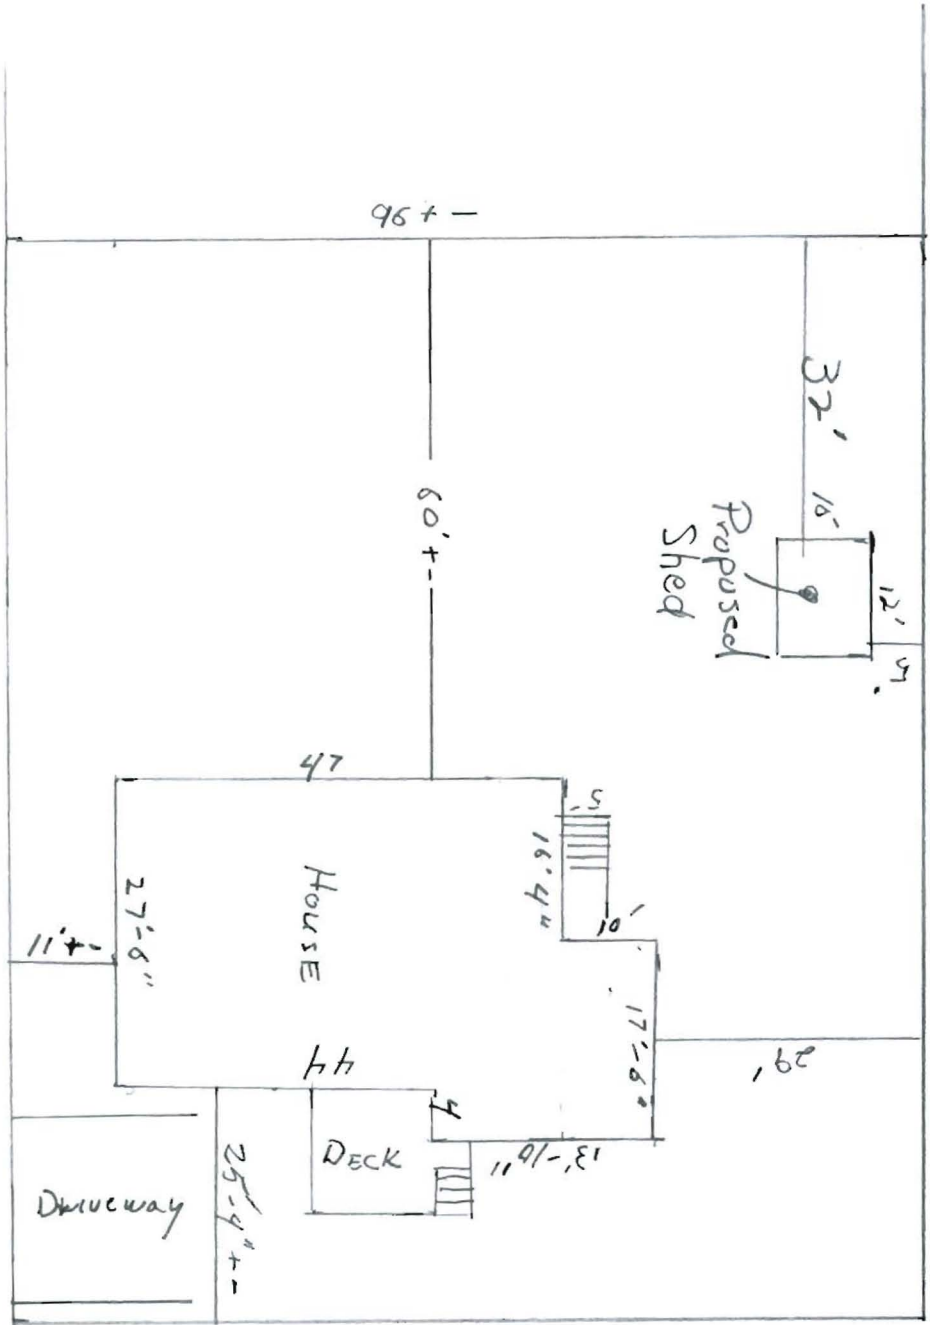 96 + -
32'
10'
Proposed
Shed
12'
5'
60' + -
47
5'
16' 4"
10'
House
27'-6"
11' + -
17'-6"
29'
44
4
13'-10"
Deck
25'-4" + -
Driveway